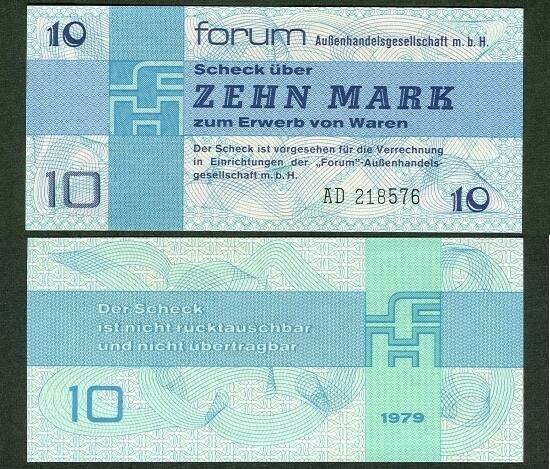 10
forum Außenhandelsgesellschaft m. b. H.
Scheck über
ZEHN MARK
zum Erwerb von Waren
Der Scheck ist vorgesehen für die Verrechnung
in Einrichtungen der „Forum"-Außenhandels-
gesellschaft m. b. H.
10
AD 218576
10
Der Scheck
ist nicht rücktauschbar
und nicht übertragbar
10
1979